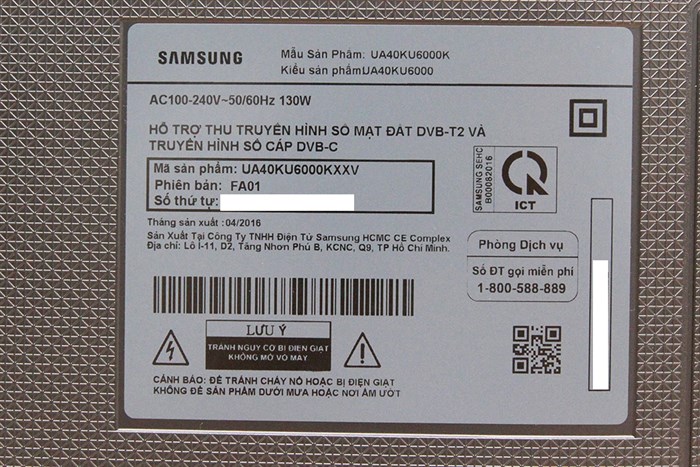 SAMSUNG
Mẫu Sản Phẩm: UA40KU6000K
Kiểu sản phẩmUA40KU6000
AC100-240V~50/60Hz 130W
HỖ TRỢ THU TRUYỀN HÌNH SỐ MẶT ĐẤT DVB-T2 VÀ
TRUYỀN HÌNH SỐ CÁP DVB-C
Mã sản phẩm: UA40KU6000KXXV
Phiên bản: FA01
Số thứ tự:
SAMSUNG SEHC
B00082016
ICT
Tháng sản xuất :04/2016
Sản Xuất Tại Công Ty TNHH Điện Tử Samsung HCMC CE Complex
Địa chỉ: Lô I-11, D2, Tăng Nhơn Phú B, KCNC, Q9, TP Hồ Chí Minh.
Phòng Dịch vụ
Số ĐT gọi miễn phí
1-800-588-889
LƯU Ý
TRÁNH NGUY CƠ BỊ ĐIỆN GIẬT
KHÔNG MỞ VỎ MÁY
CẢNH BÁO: ĐỂ TRÁNH CHÁY NỔ HOẶC BỊ ĐIỆN GIẬT
KHÔNG ĐỂ SẢN PHẨM DƯỚI MƯA HOẶC NƠI ẨM ƯỚT